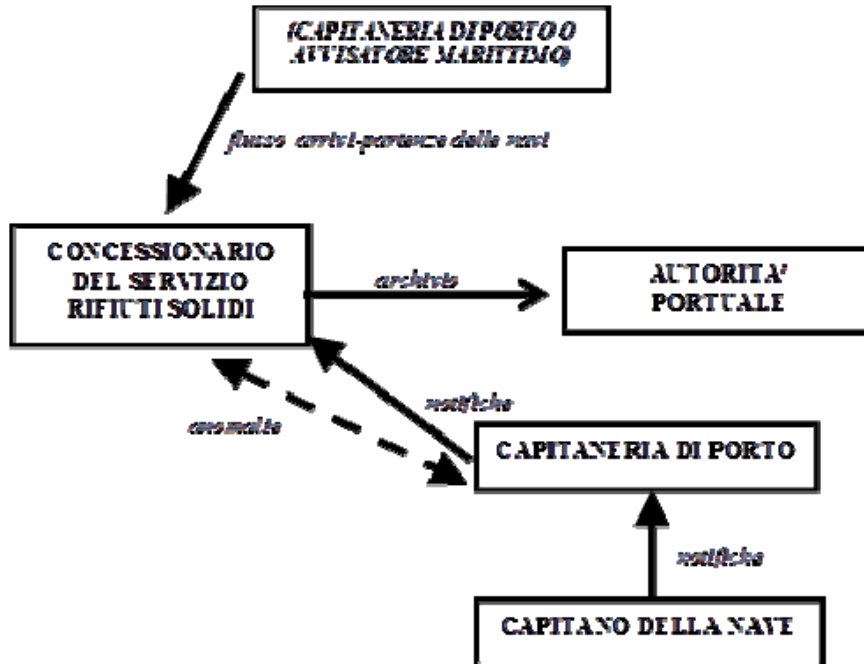 (CAPITANERIA DI PORTO O
AVVISATORE MARITTIMO)
flusso arrivi-partenze delle navi
CONCESSIONARIO
DEL SERVIZIO
RIFIUTI SOLIDI
archivio
AUTORITA'
PORTUALE
notifiche
anomalie
CAPITANERIA DI PORTO
notifiche
CAPITANO DELLA NAVE